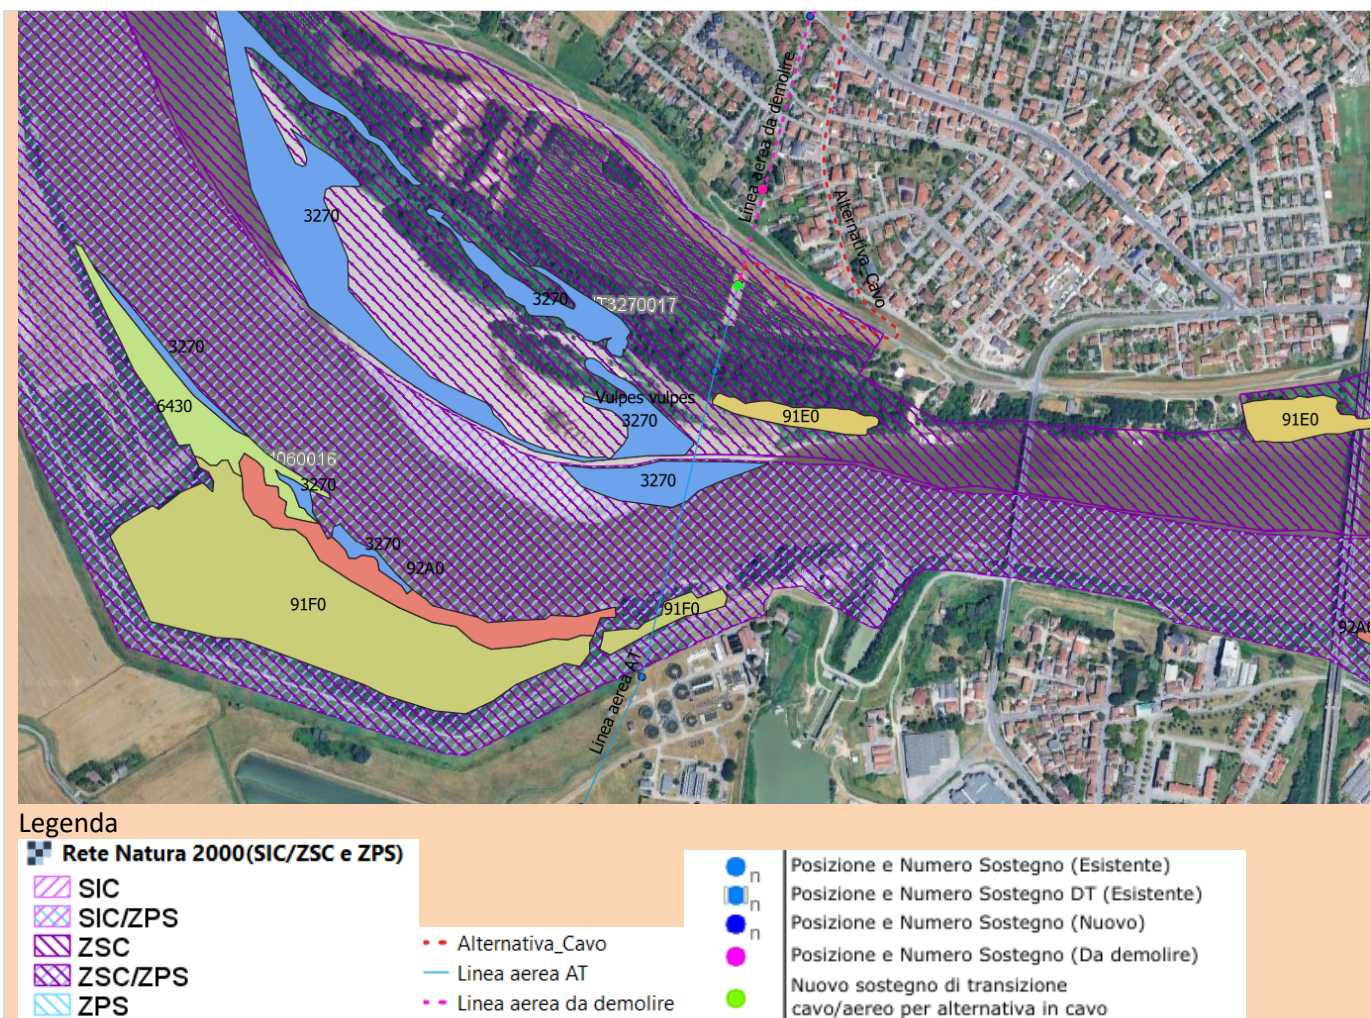 Linea aerea da demolire
Alternativa_Cavo
3270
3270
3270
6430
Vulpes vulpes
3270
91E0
91E0
3270
3270
3270
92A0
91F0
91F0
Linea aerea AT
Legenda
Rete Natura 2000(SIC/ZSC e ZPS)
SIC
SIC/ZPS
ZSC
ZSC/ZPS
ZPS
Alternativa_Cavo
Linea aerea AT
Linea aerea da demolire
n Posizione e Numero Sostegno (Esistente)
n Posizione e Numero Sostegno DT (Esistente)
n Posizione e Numero Sostegno (Nuovo)
Posizione e Numero Sostegno (Da demolire)
Nuovo sostegno di transizione
cavo/aereo per alternativa in cavo